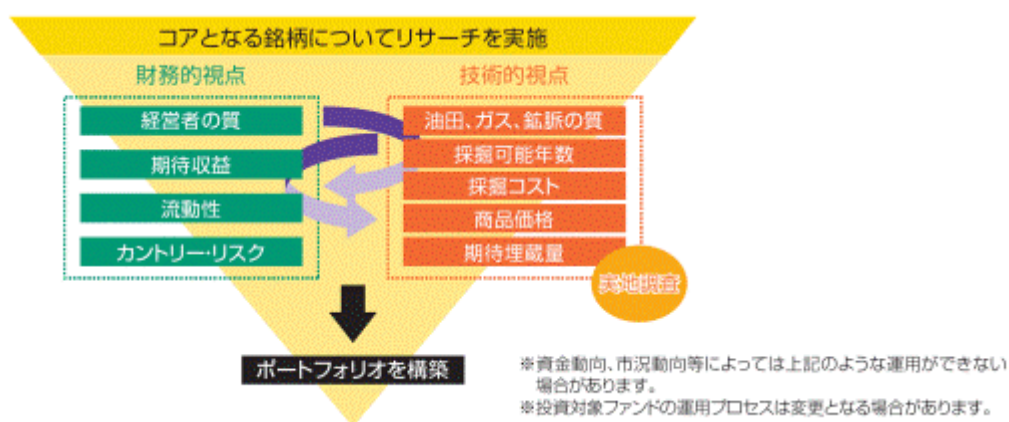 コアとなる銘柄についてリサーチを実施
財務的視点
経営者の質
期待収益
流動性
カントリー・リスク
技術的視点
油田、ガス、鉱脈の質
採掘可能年数
採掘コスト
商品価格
期待埋蔵量
実地調査
ポートフォリオを構築
※資金動向、市況動向等によっては上記のような運用ができない
場合があります。
※投資対象ファンドの運用プロセスは変更となる場合があります。